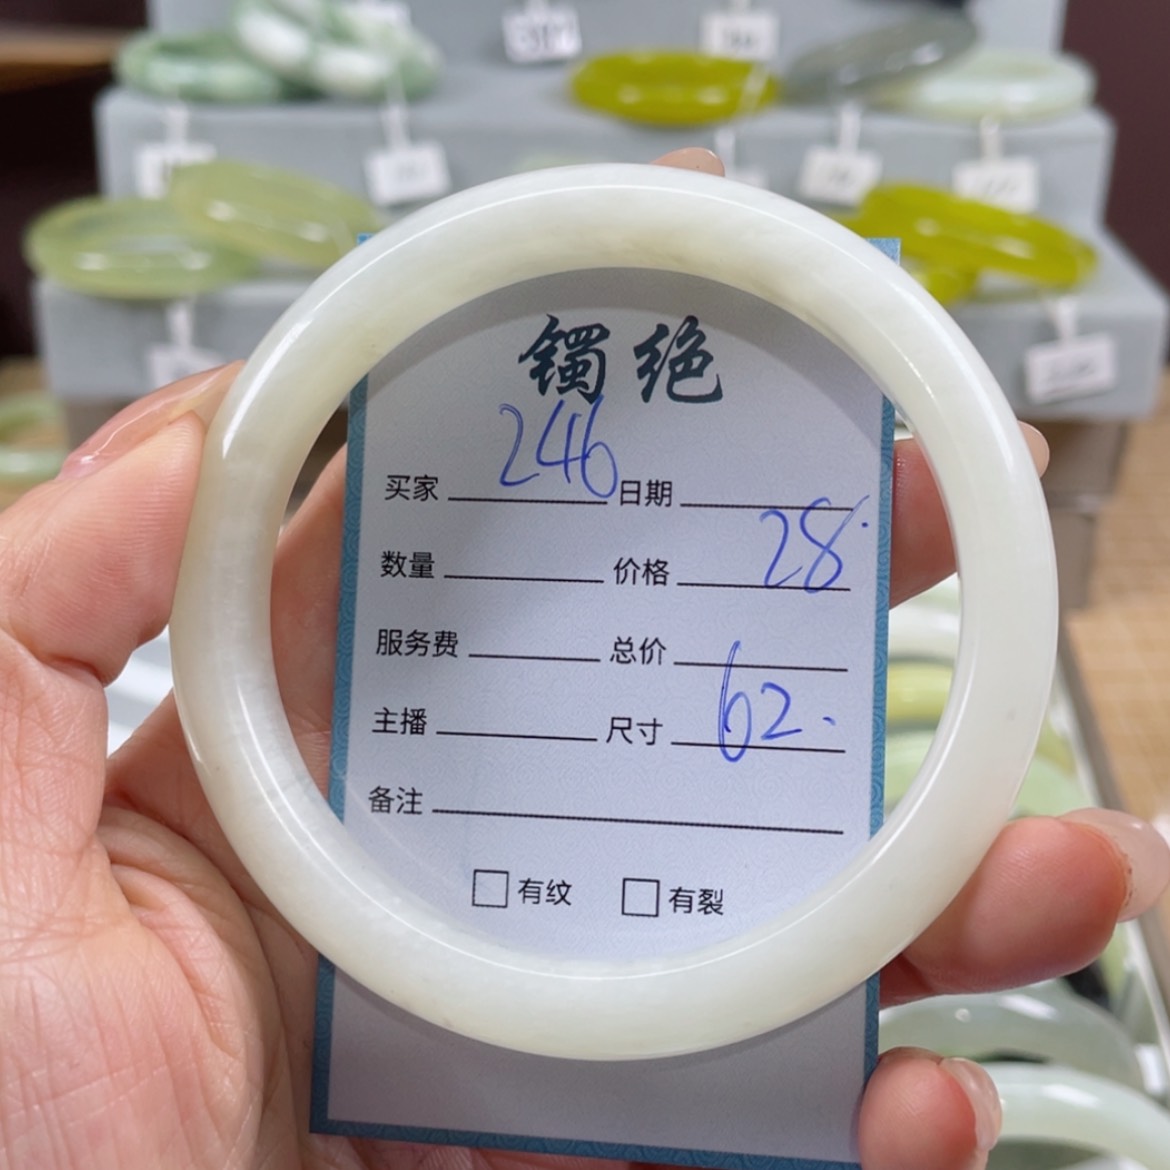 镯绝
买家 246 日期
数量 价格 28
服务费 总价
主播 尺寸 62.
备注
□ 有纹 □ 有裂